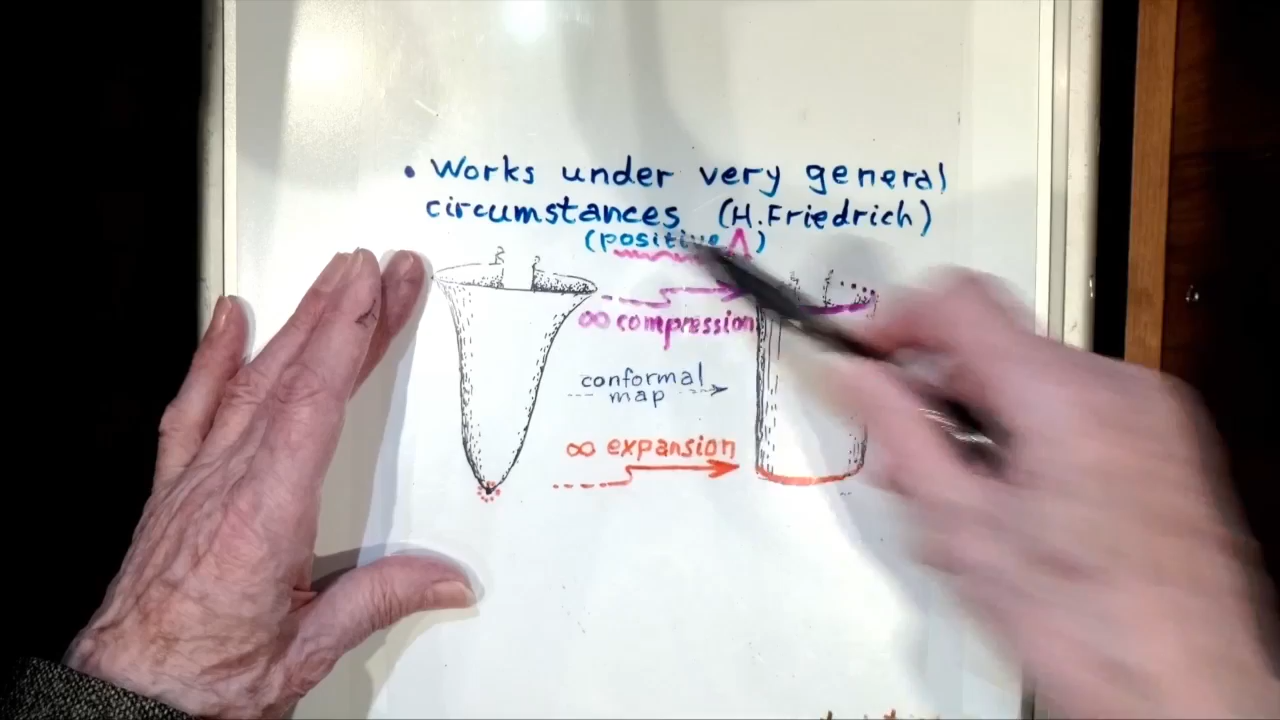 • Works under very general
circumstances (H. Friedrich)
(positive Λ)
∞ compression
conformal
map
∞ expansion